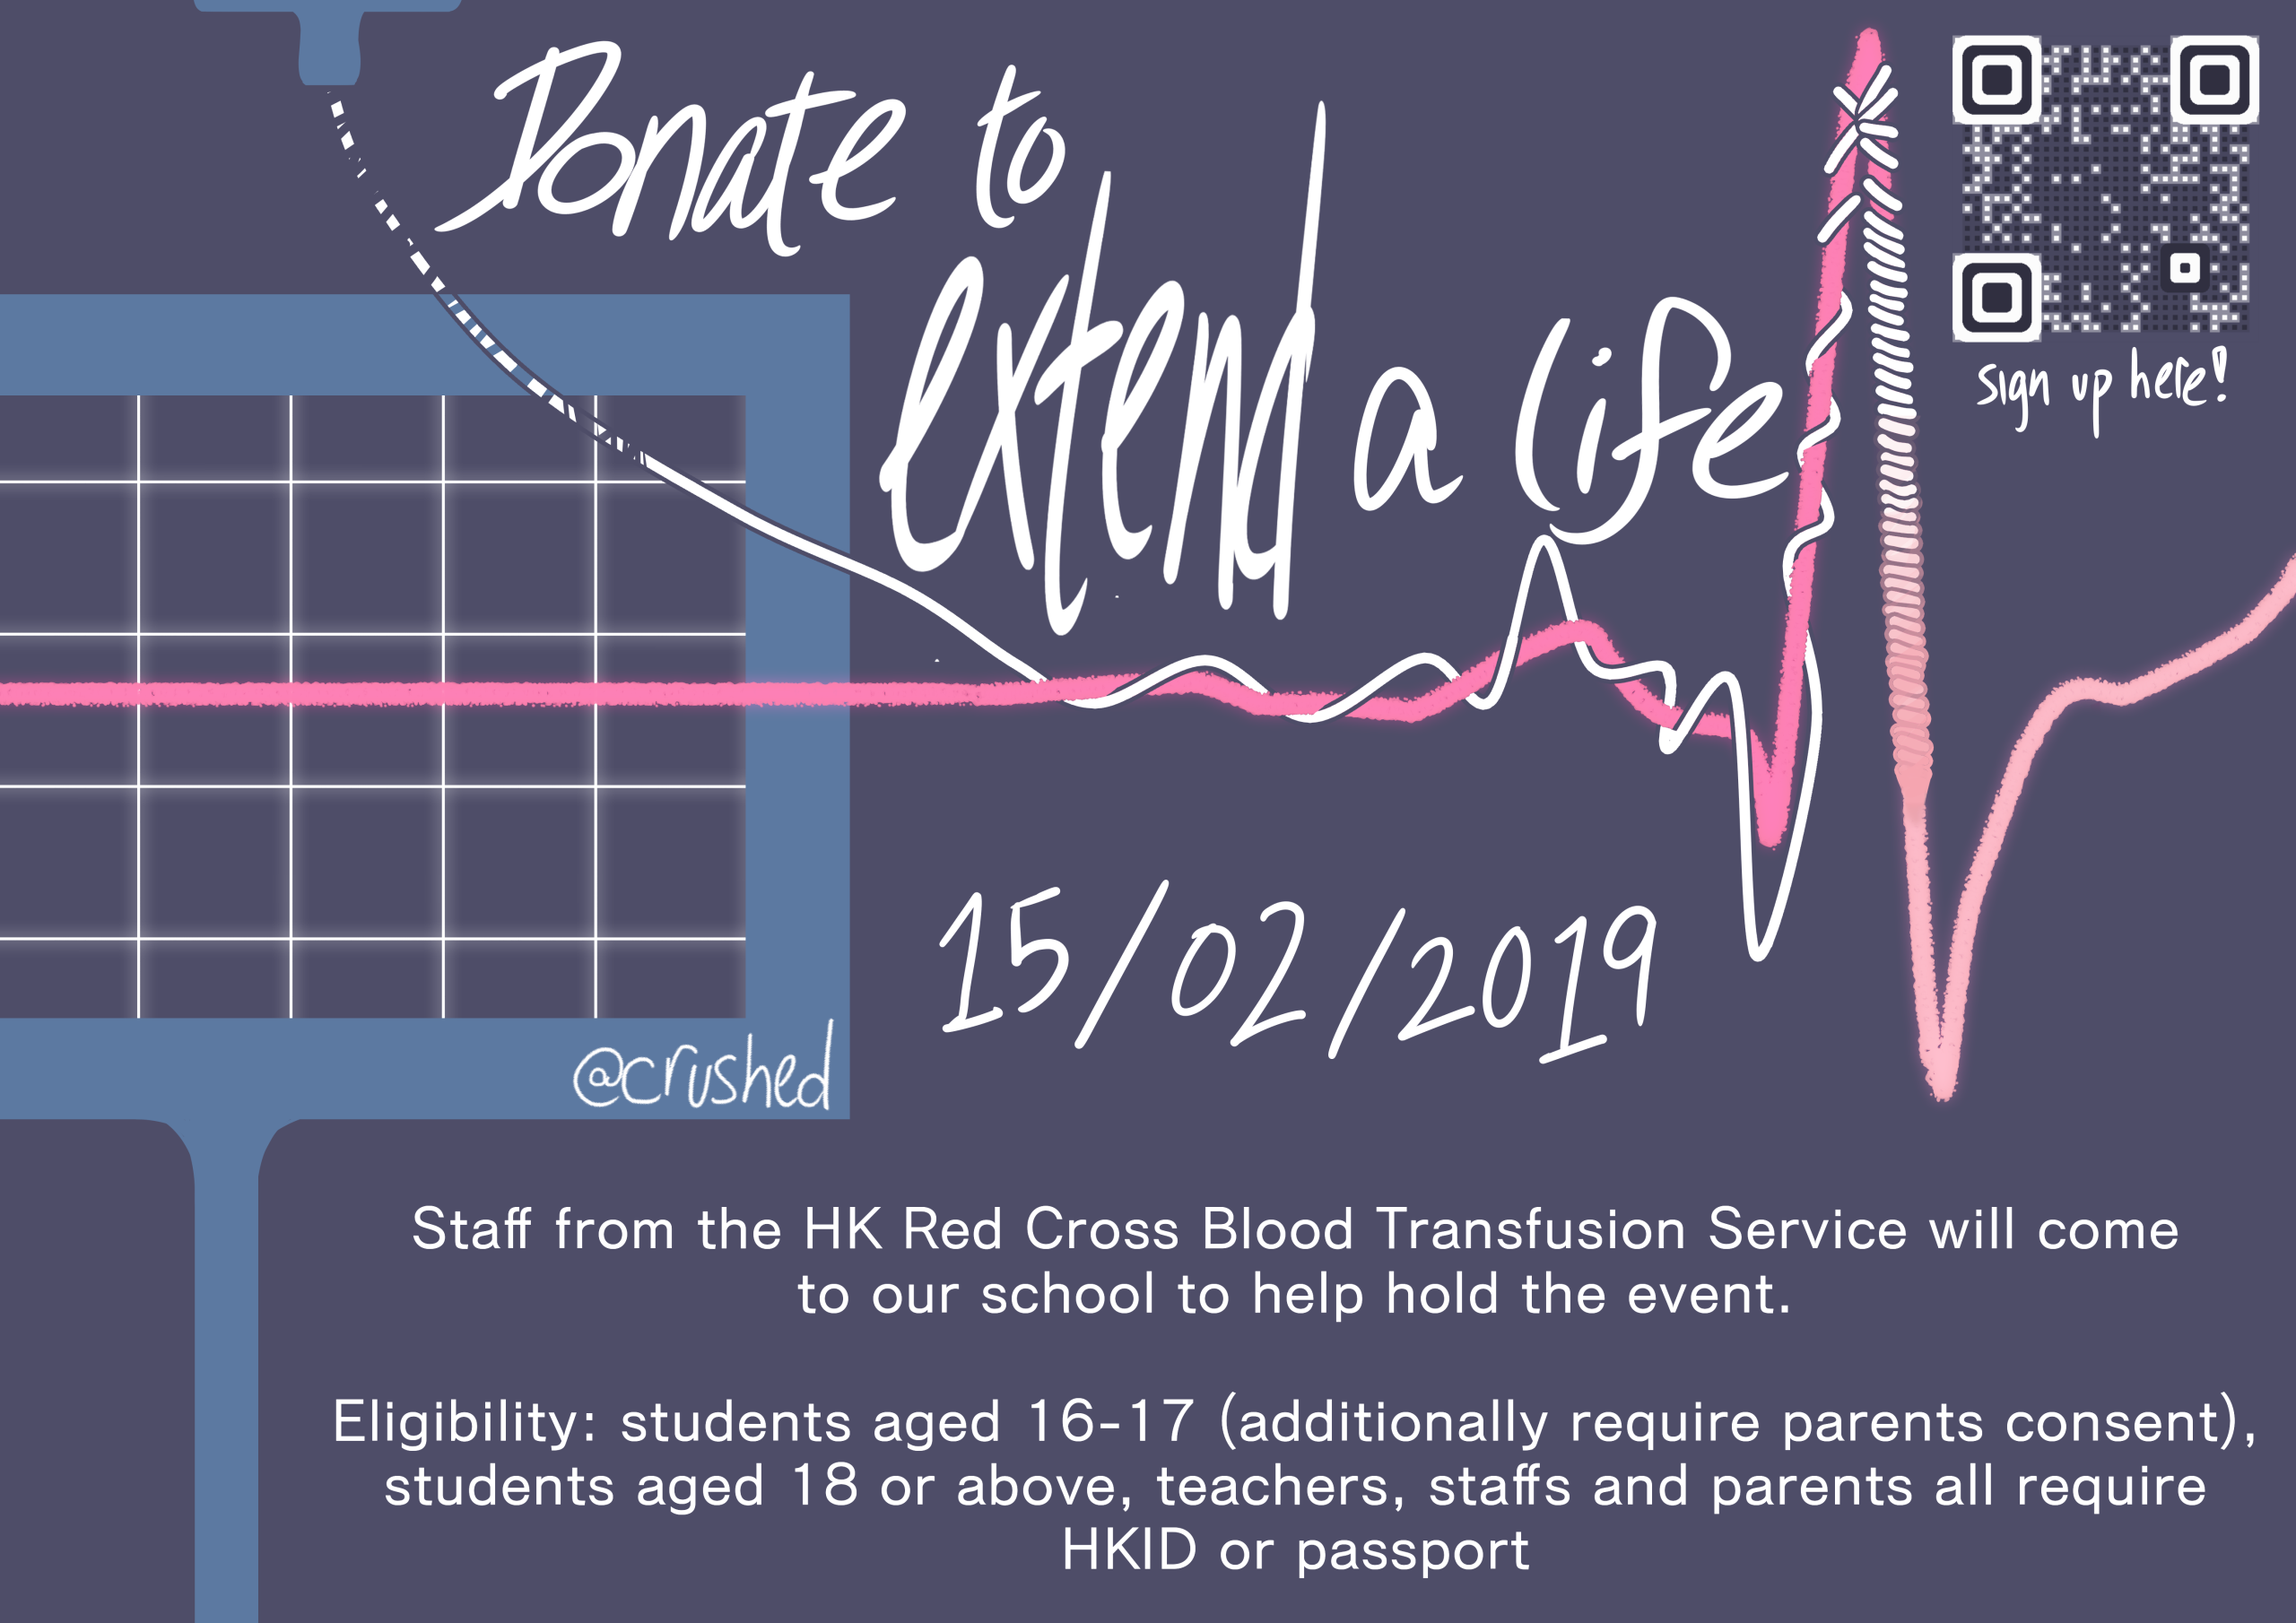 Donate to
extend a life
sign up here!
15/02/2019
@crushed
Staff from the HK Red Cross Blood Transfusion Service will come
to our school to help hold the event.
Eligibility: students aged 16-17 (additionally require parents consent),
students aged 18 or above, teachers, staffs and parents all require
HKID or passport